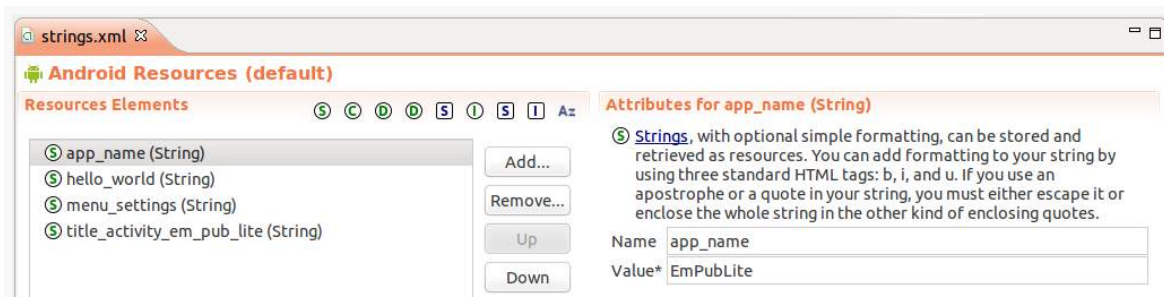 strings.xml
Android Resources (default)
Resources Elements
S C D D S I S I Az
S app_name (String)
S hello_world (String)
S menu_settings (String)
S title_activity_em_pub_lite (String)
Add...
Remove...
Up
Down
Attributes for app_name (String)
S Strings, with optional simple formatting, can be stored and
retrieved as resources. You can add formatting to your string by
using three standard HTML tags: b, i, and u. If you use an
apostrophe or a quote in your string, you must either escape it or
enclose the whole string in the other kind of enclosing quotes.
Name app_name
Value* EmPubLite